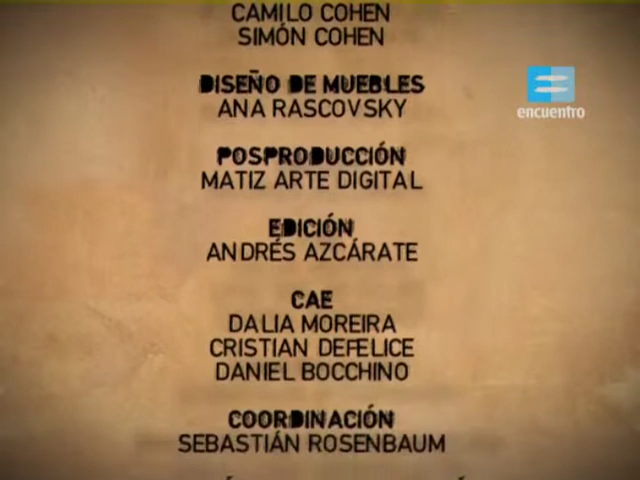 CAMILO COHEN
SIMÓN COHEN
DISEÑO DE MUEBLES
ANA RASCOVSKY
encuentro
POSPRODUCCIÓN
MATIZ ARTE DIGITAL
EDICIÓN
ANDRÉS AZCÁRATE
CAE
DALIA MOREIRA
CRISTIAN DEFELICE
DANIEL BOCCHINO
COORDINACIÓN
SEBASTIÁN ROSENBAUM